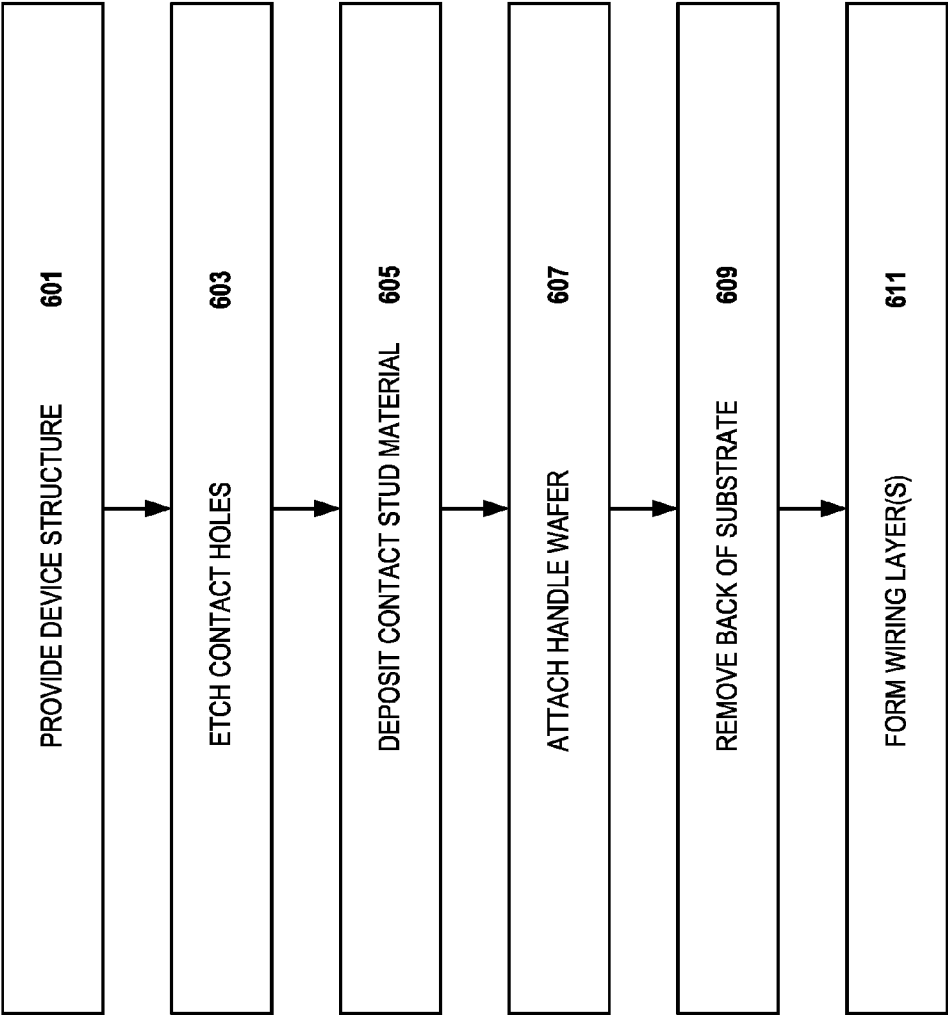 PROVIDE DEVICE STRUCTURE 601
ETCH CONTACT HOLES 603
DEPOSIT CONTACT STUD MATERIAL 605
ATTACH HANDLE WAFER 607
REMOVE BACK OF SUBSTRATE 609
FORM WIRING LAYER(S) 611